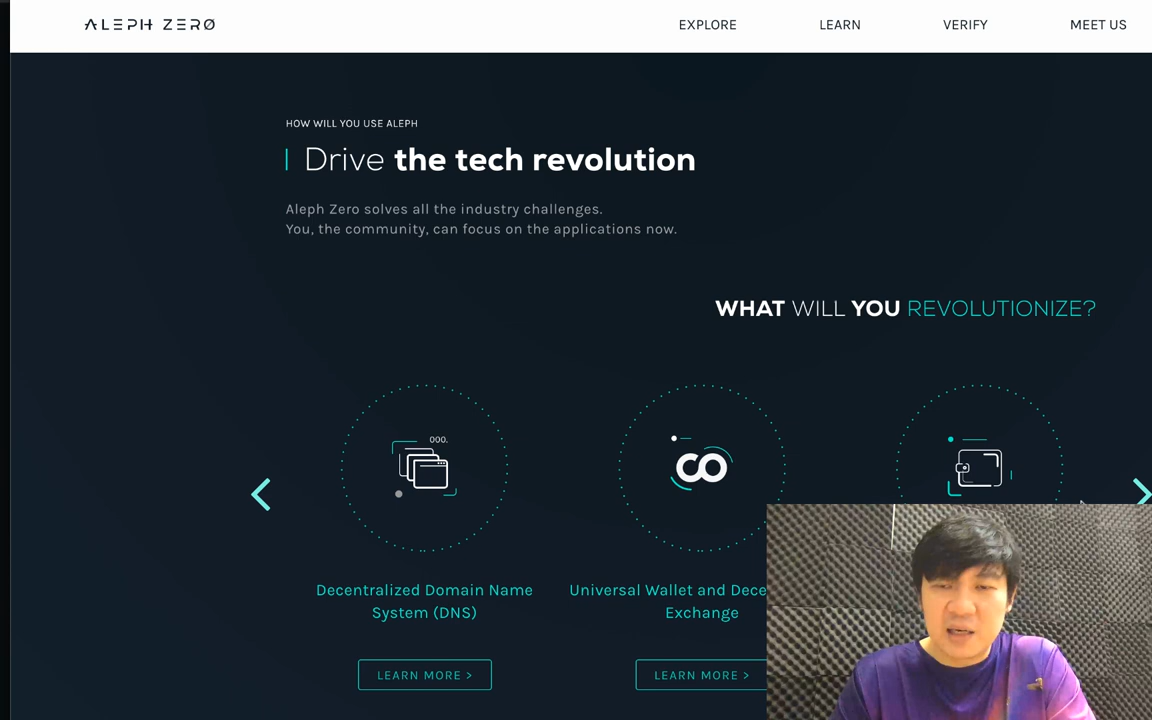 ALEPH ZERØ
EXPLORE LEARN VERIFY MEET US
HOW WILL YOU USE ALEPH
Drive the tech revolution
Aleph Zero solves all the industry challenges.
You, the community, can focus on the applications now.
WHAT WILL YOU REVOLUTIONIZE?
000.
Decentralized Domain Name
System (DNS)
LEARN MORE >
Universal Wallet and Dece
Exchange
LEARN MORE >